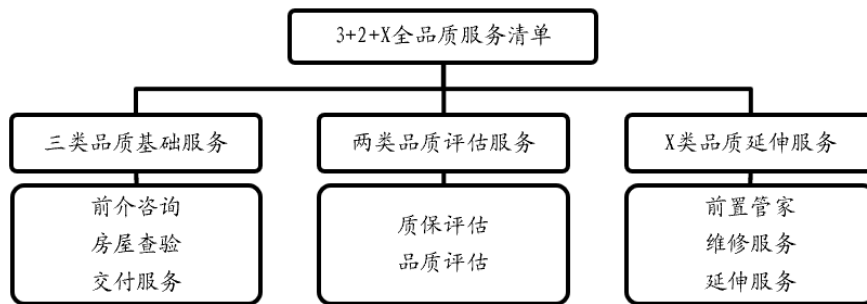 3+2+X全品质服务清单
三类品质基础服务
前介咨询
房屋查验
交付服务
两类品质评估服务
质保评估
品质评估
X类品质延伸服务
前置管家
维修服务
延伸服务